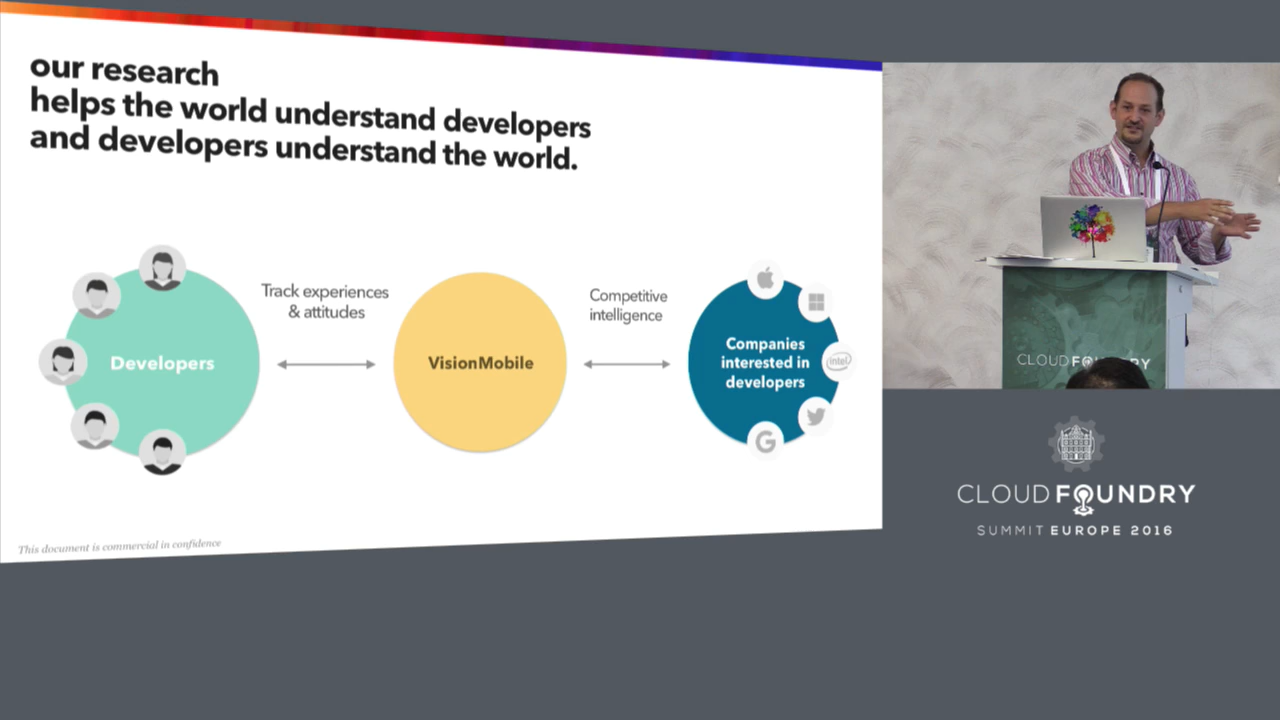 our research
helps the world understand developers
and developers understand the world.
Developers
Track experiences
& attitudes
VisionMobile
Competitive
intelligence
Companies
interested in
developers
intel
G
This document is commercial in confidence
CLOUD FOUNDRY
CLOUD FOUNDRY
SUMMIT EUROPE 2016